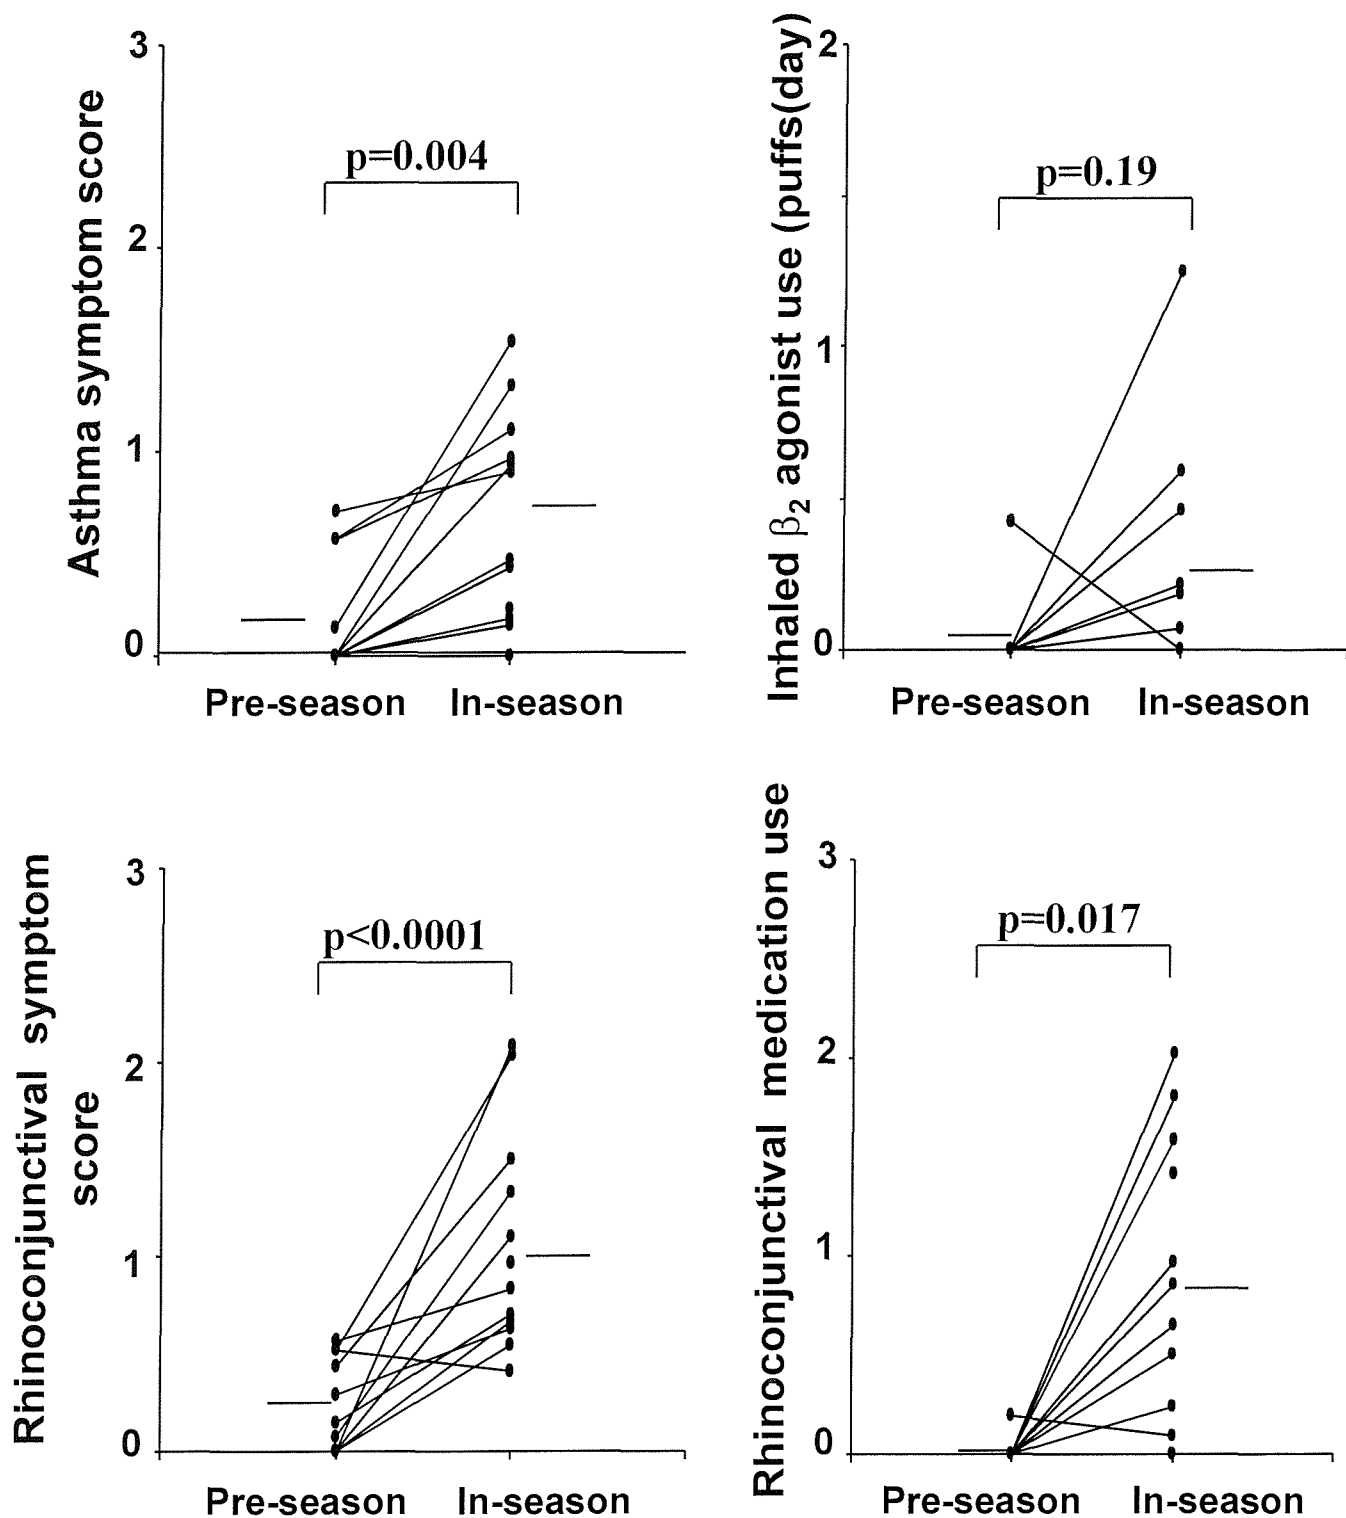 Asthma symptom score
3
2
1
0
p=0.004
Pre-season In-season
Inhaled β2 agonist use (puffs(day)
2
1
0
p=0.19
Pre-season In-season
Rhinoconjunctival symptom
score
3
2
1
0
p<0.0001
Pre-season In-season
Rhinoconjunctival medication use
3
2
1
0
p=0.017
Pre-season In-season